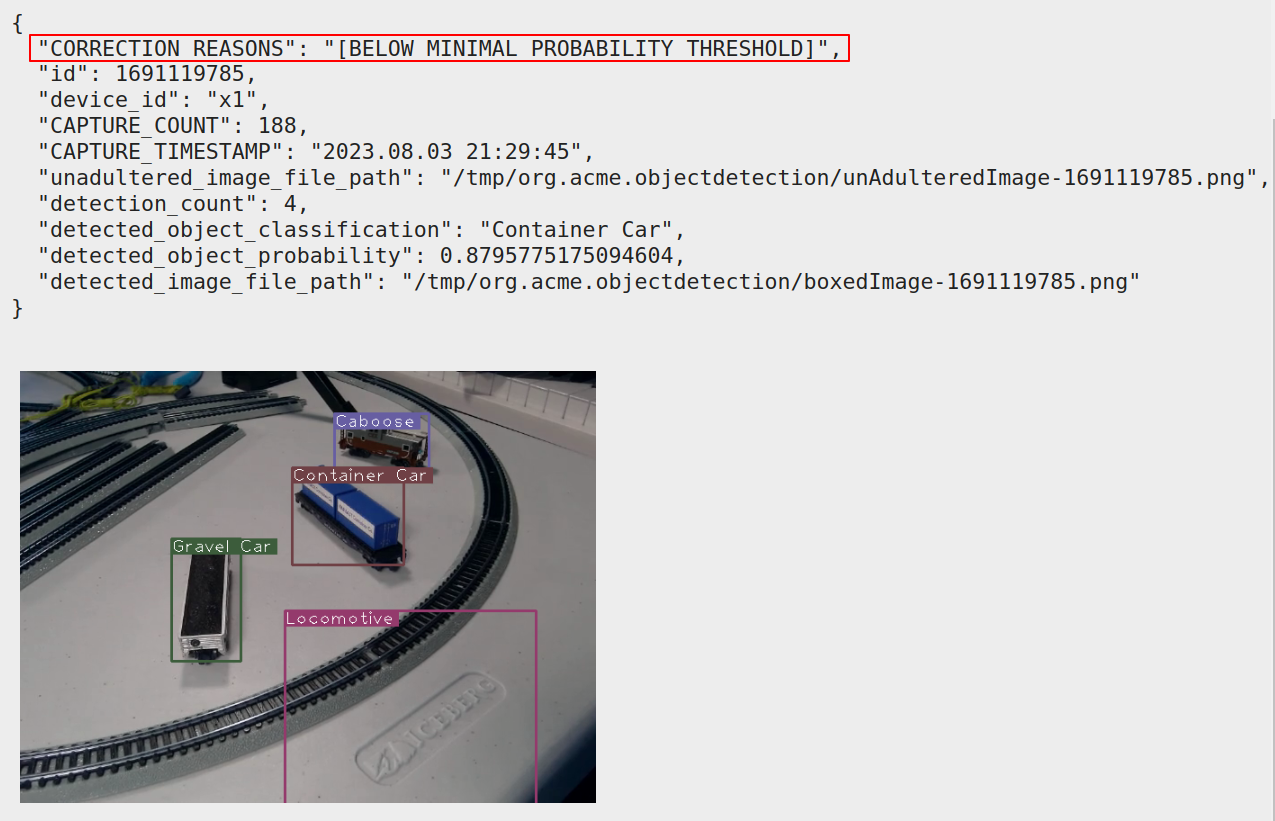 {
"CORRECTION REASONS": "[BELOW MINIMAL PROBABILITY THRESHOLD]",
"id": 1691119785,
"device_id": "x1",
"CAPTURE_COUNT": 188,
"CAPTURE_TIMESTAMP": "2023.08.03 21:29:45",
"unadultered_image_file_path": "/tmp/org.acme.objectdetection/unAdulteredImage-1691119785.png",
"detection_count": 4,
"detected_object_classification": "Container Car",
"detected_object_probability": 0.8795775175094604,
"detected_image_file_path": "/tmp/org.acme.objectdetection/boxedImage-1691119785.png"
}
Caboose
Container Car
Gravel Car
Locomotive
ICEBERG